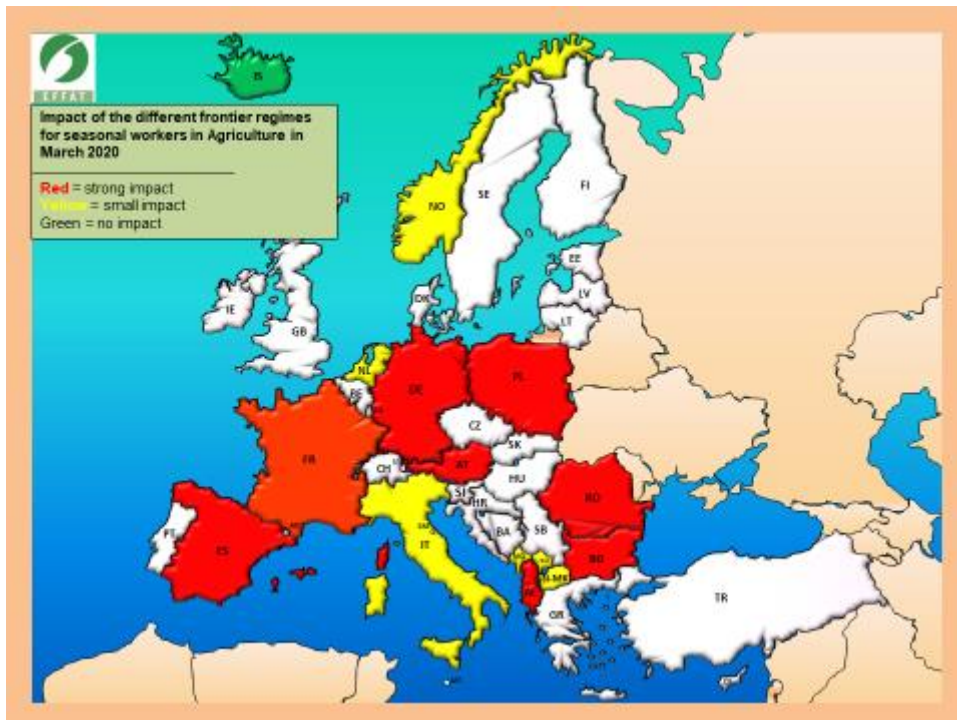 IS
EFFAT
Impact of the different frontier regimes
for seasonal workers in Agriculture in
March 2020
Red = strong impact
Yellow = small impact
Green = no impact
NO
SE
FI
EE
LV
LT
DK
IE
GB
NL
BE
DE
PL
CZ
SK
FR
CH
AT
HU
SI
HR
RO
BA
SB
PT
ES
IT
N-MK
GR
TR